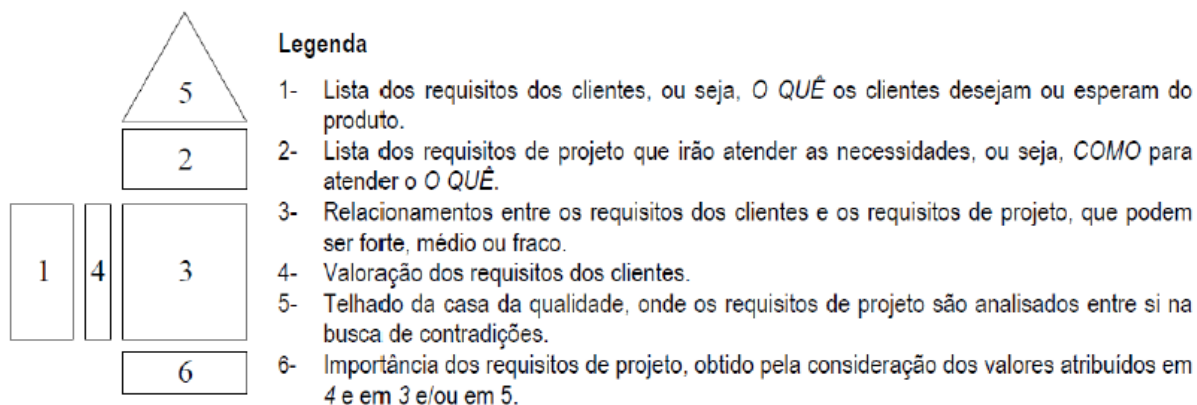 5
2
1 4 3
6
Legenda
1- Lista dos requisitos dos clientes, ou seja, O QUÊ os clientes desejam ou esperam do
produto.
2- Lista dos requisitos de projeto que irão atender as necessidades, ou seja, COMO para
atender o O QUÊ.
3- Relacionamentos entre os requisitos dos clientes e os requisitos de projeto, que podem
ser forte, médio ou fraco.
4- Valoração dos requisitos dos clientes.
5- Telhado da casa da qualidade, onde os requisitos de projeto são analisados entre si na
busca de contradições.
6- Importância dos requisitos de projeto, obtido pela consideração dos valores atribuídos em
4 e em 3 e/ou em 5.